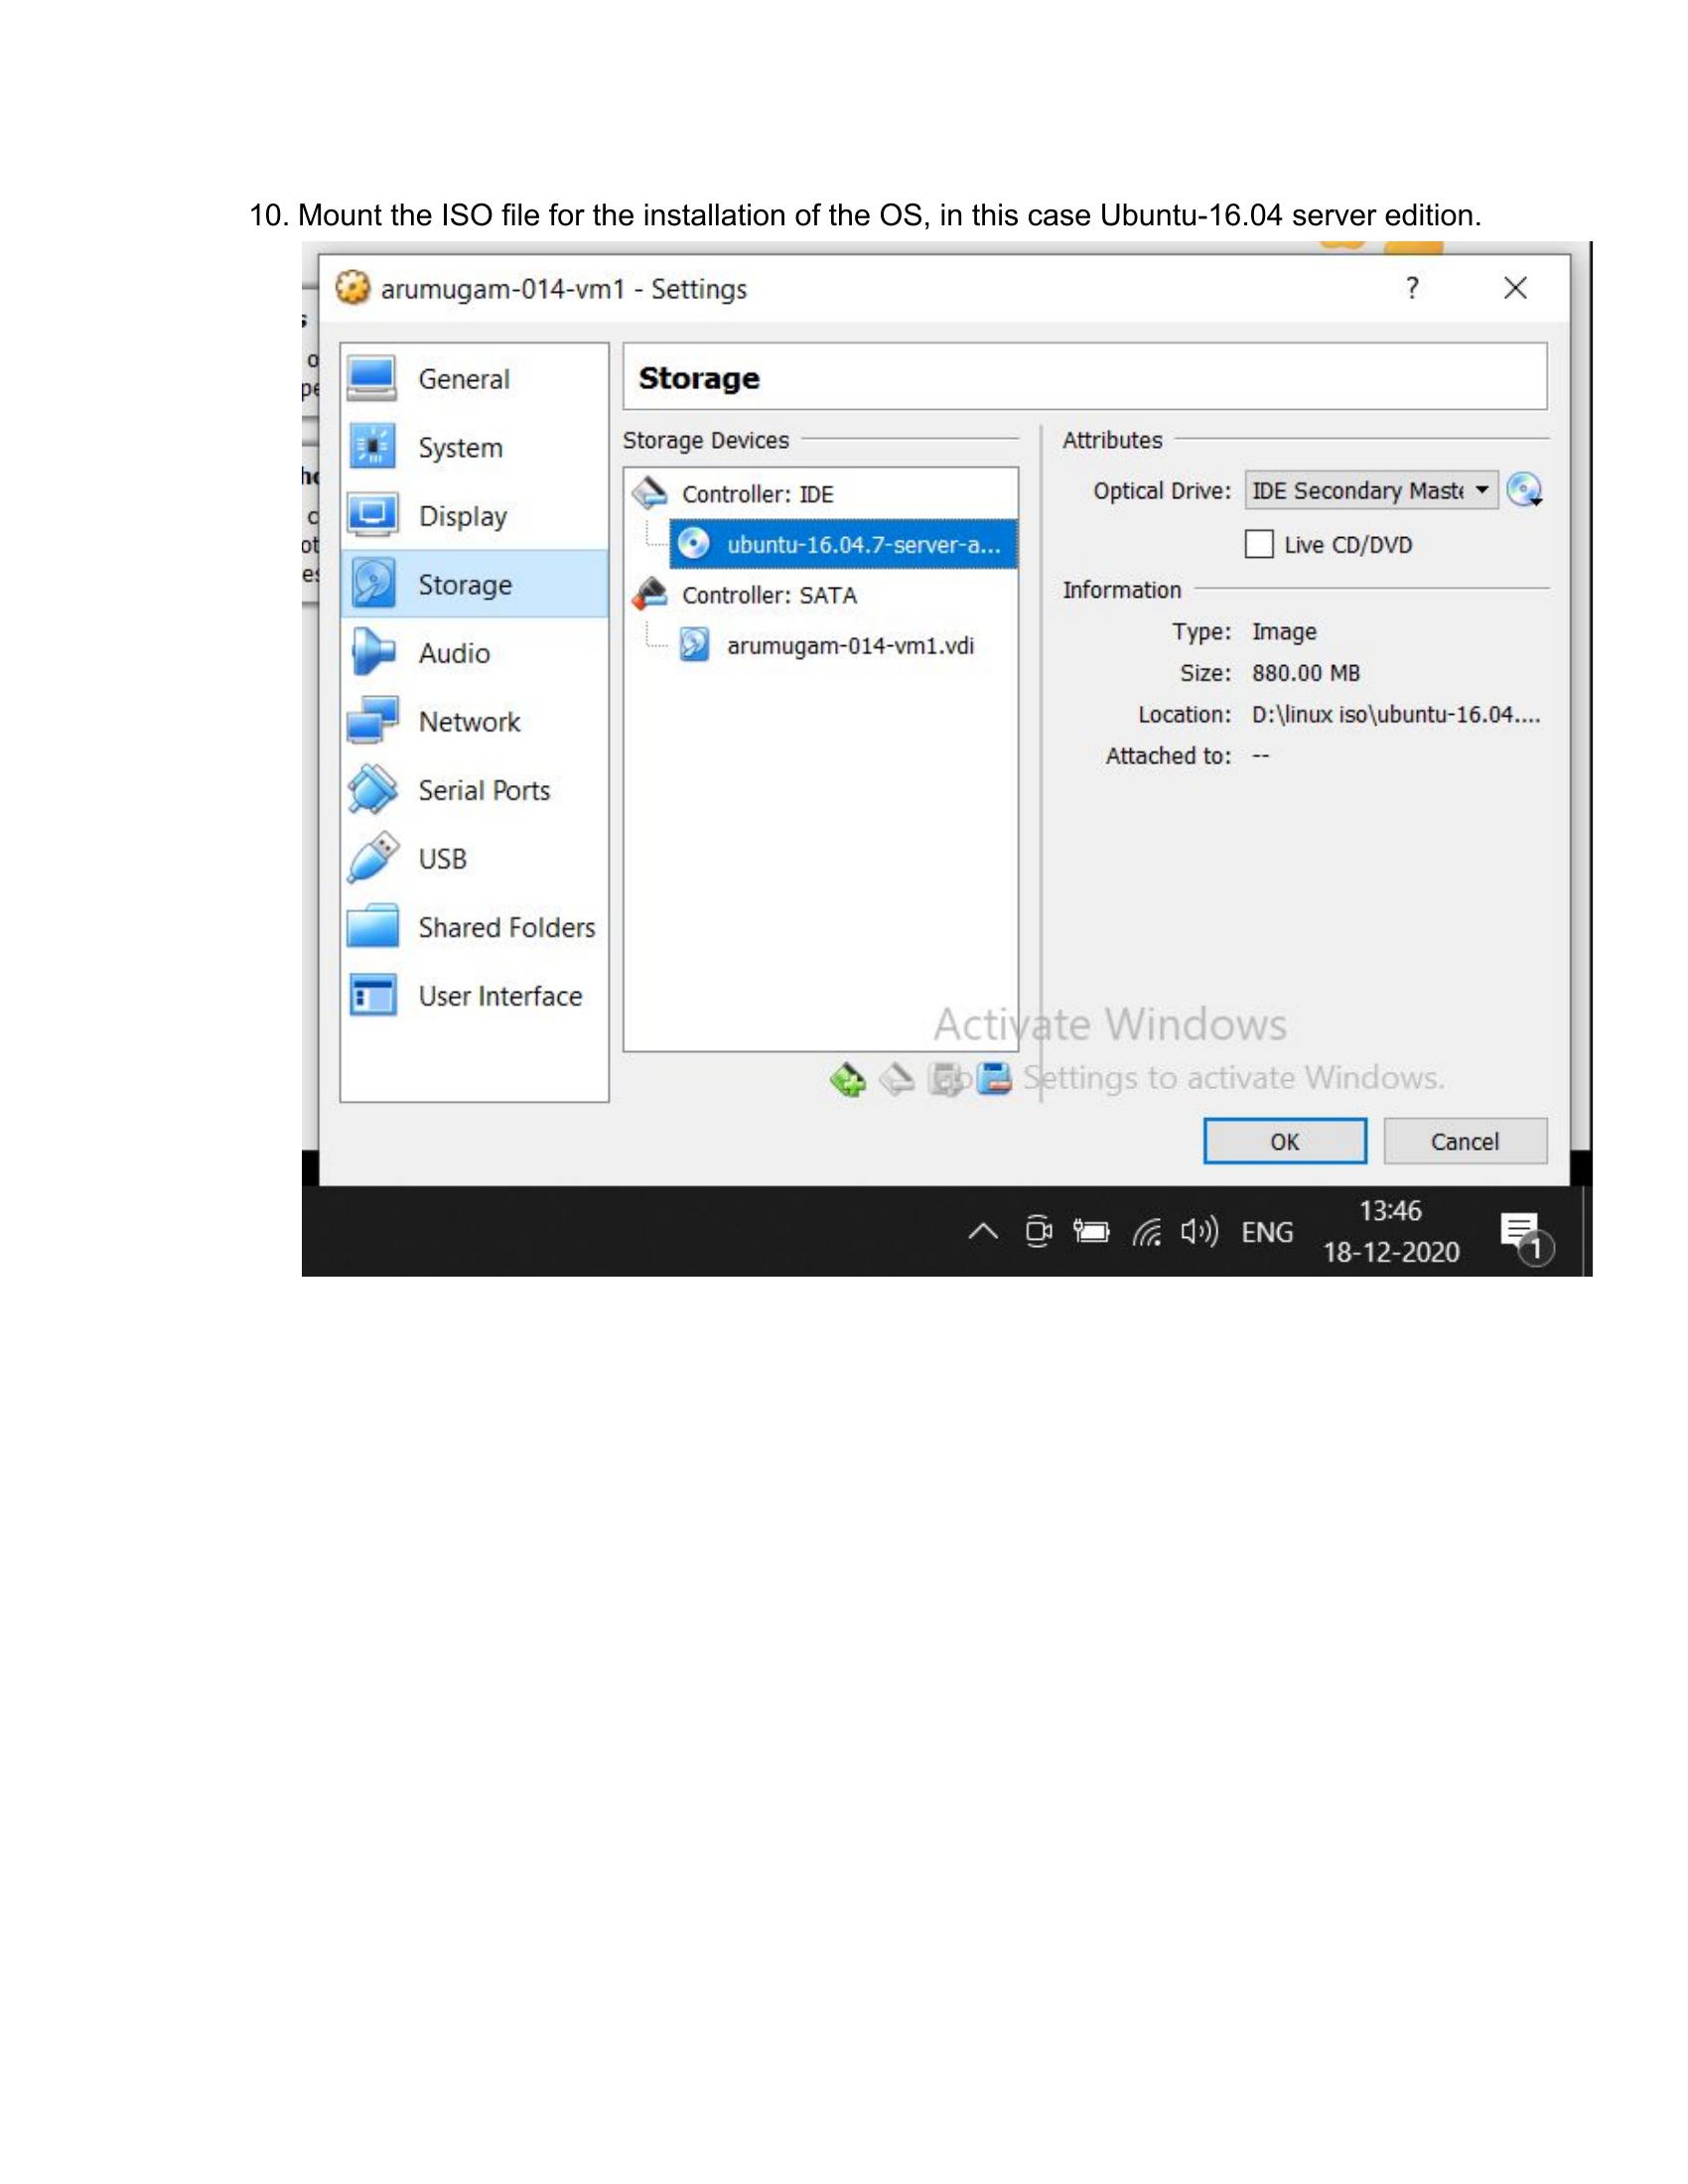 10. Mount the ISO file for the installation of the OS, in this case Ubuntu-16.04 server edition.
arumugam-014-vm1 - Settings
?
General
System
Display
Storage
Audio
Network
Serial Ports
USB
Shared Folders
User Interface
Storage
Storage Devices
Controller: IDE
ubuntu-16.04.7-server-a...
Controller: SATA
arumugam-014-vm1.vdi
Attributes
Optical Drive: IDE Secondary Maste
Live CD/DVD
Information
Type: Image
Size: 880.00 MB
Location: D:\linux iso\ubuntu-16.04....
Attached to: --
Activate Windows
Settings to activate Windows.
OK
Cancel
ENG
13:46
18-12-2020
1